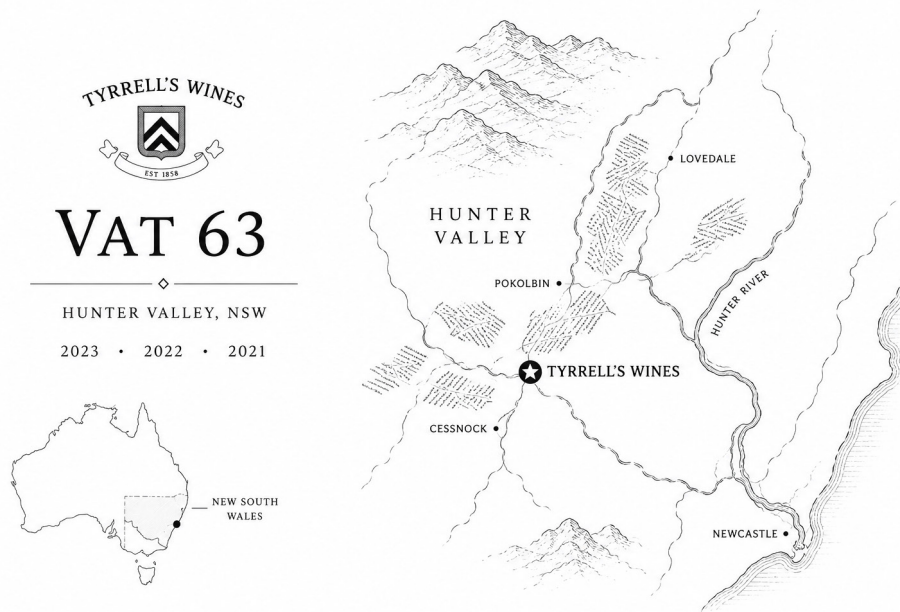 TYRRELL'S WINES
EST 1858
VAT 63
HUNTER VALLEY, NSW
2023 • 2022 • 2021
NEW SOUTH
WALES
HUNTER
VALLEY
LOVEDALE
POKOLBIN
HUNTER RIVER
TYRRELL'S WINES
CESSNOCK
NEWCASTLE